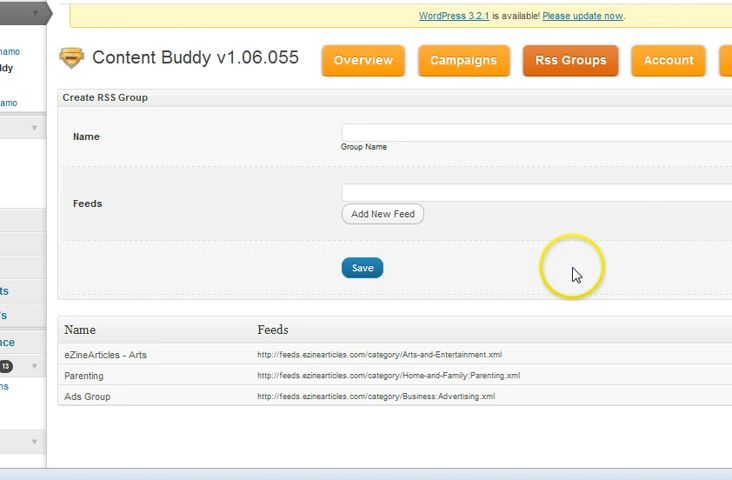 WordPress 3.2.1 is available! Please update now.
namo
dy
amo
Content Buddy v1.06.055
Overview
Campaigns
Rss Groups
Account
Create RSS Group
Name
Group Name
Feeds
Add New Feed
Save
ts
's
nce
13
ns
Name Feeds
eZineArticles - Arts http://feeds.ezinearticles.com/category/Arts-and-Entertainment.xml
Parenting http://feeds.ezinearticles.com/category/Home-and-Family:Parenting.xml
Ads Group http://feeds.ezinearticles.com/category/Business:Advertising.xml